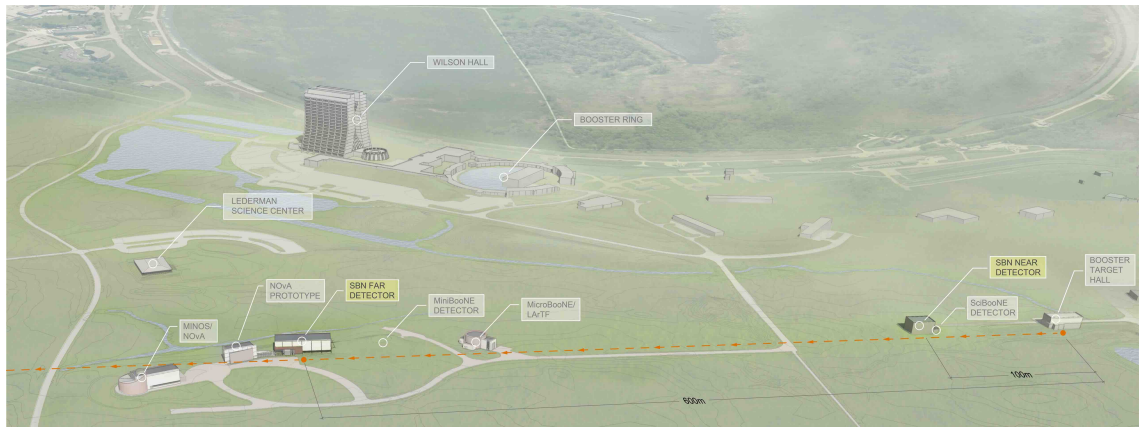 WILSON HALL
BOOSTER RING
LEDERMAN
SCIENCE CENTER
NOvA
PROTOTYPE
SBN FAR
DETECTOR
MiniBooNE
DETECTOR
MicroBooNE/
LArTF
SBN NEAR
DETECTOR
SciBooNE
DETECTOR
BOOSTER
TARGET
HALL
MINOS/
NOvA
100m
600m